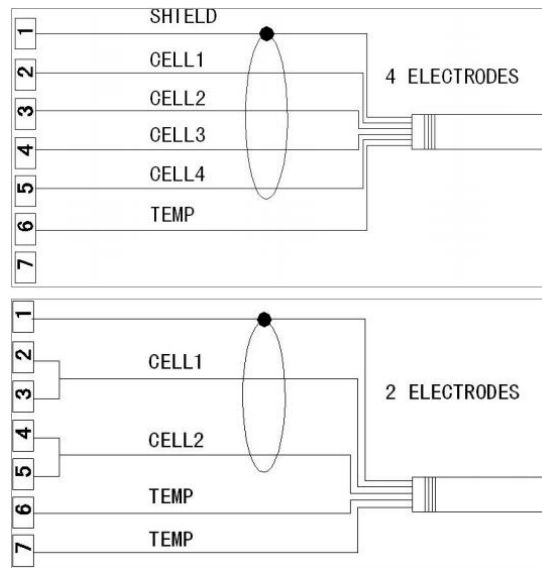 SHIELD
1
CELL1
2
4 ELECTRODES
CELL2
3
CELL3
4
CELL4
5
TEMP
6
7
1
2
CELL1
3
2 ELECTRODES
4
CELL2
5
TEMP
6
TEMP
7